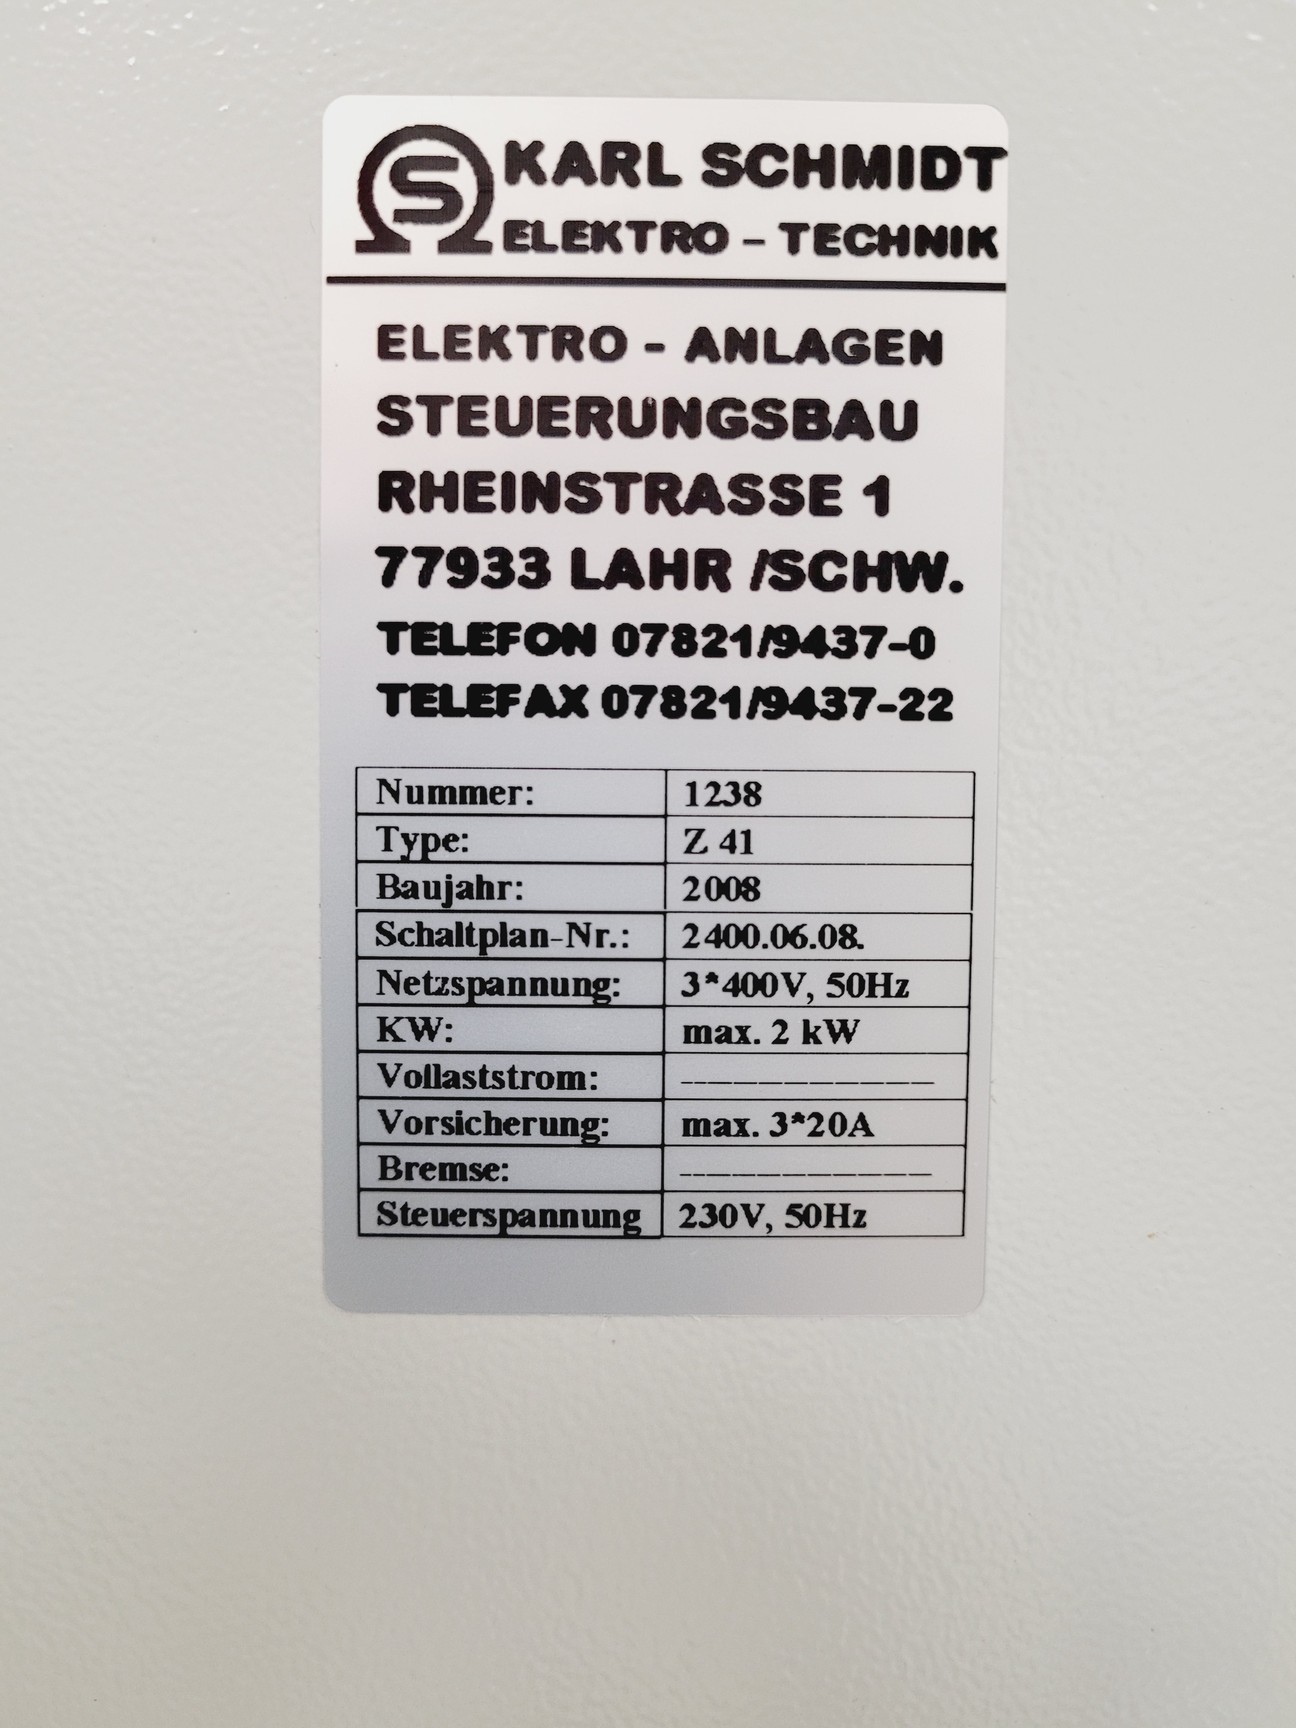 S KARL SCHMIDT
ELEKTRO - TECHNIK
ELEKTRO - ANLAGEN
STEUERUNGSBAU
RHEINSTRASSE 1
77933 LAHR /SCHW.
TELEFON 07821/9437-0
TELEFAX 07821/9437-22
Nummer: 1238
Type: Z 41
Baujahr: 2008
Schaltplan-Nr.: 2400.06.08.
Netzspannung: 3*400V, 50Hz
KW: max. 2 kW
Vollaststrom: ----------
Vorsicherung: max. 3*20A
Bremse: ----------
Steuerspannung 230V, 50Hz